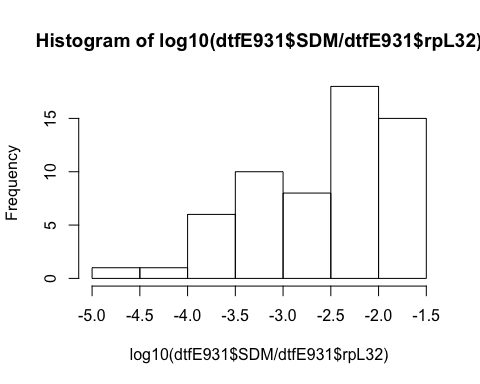 Histogram of log10(dtfE931$SDM/dtfE931$rpL32)
Frequency
15
10
5
0
-5.0 -4.5 -4.0 -3.5 -3.0 -2.5 -2.0 -1.5
log10(dtfE931$SDM/dtfE931$rpL32)